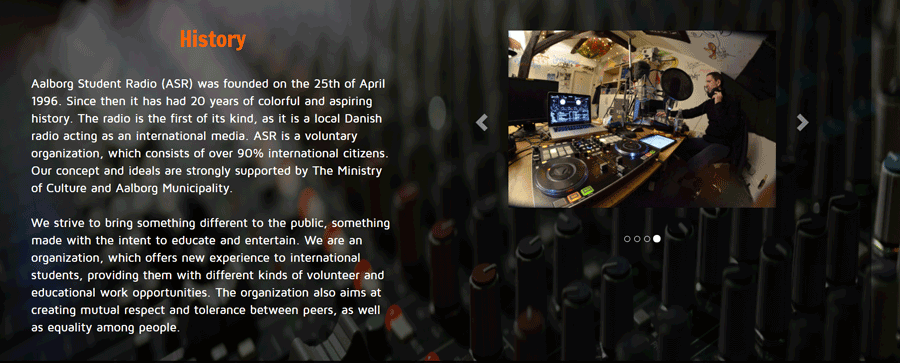 History
Aalborg Student Radio (ASR) was founded on the 25th of April
1996. Since then it has had 20 years of colorful and aspiring
history. The radio is the first of its kind, as it is a local Danish
radio acting as an international media. ASR is a voluntary
organization, which consists of over 90% international citizens.
Our concept and ideals are strongly supported by The Ministry
of Culture and Aalborg Municipality.
We strive to bring something different to the public, something
made with the intent to educate and entertain. We are an
organization, which offers new experience to international
students, providing them with different kinds of volunteer and
educational work opportunities. The organization also aims at
creating mutual respect and tolerance between peers, as well
as equality among people.